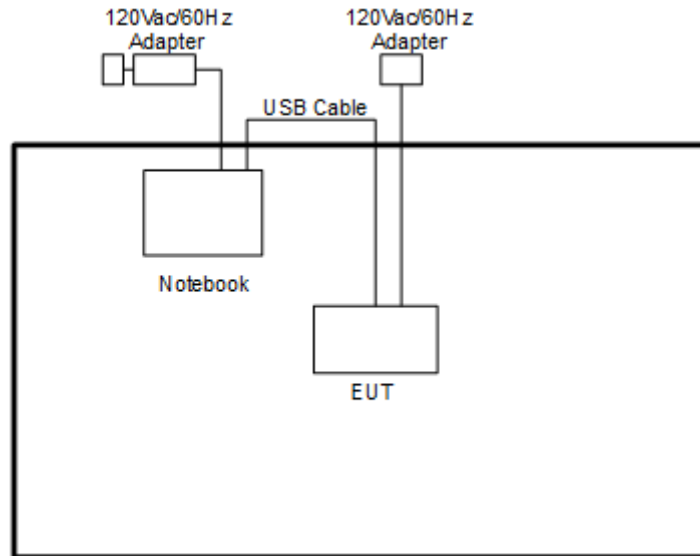 120Vac/60Hz
Adapter
120Vac/60Hz
Adapter
USB Cable
Notebook
EUT